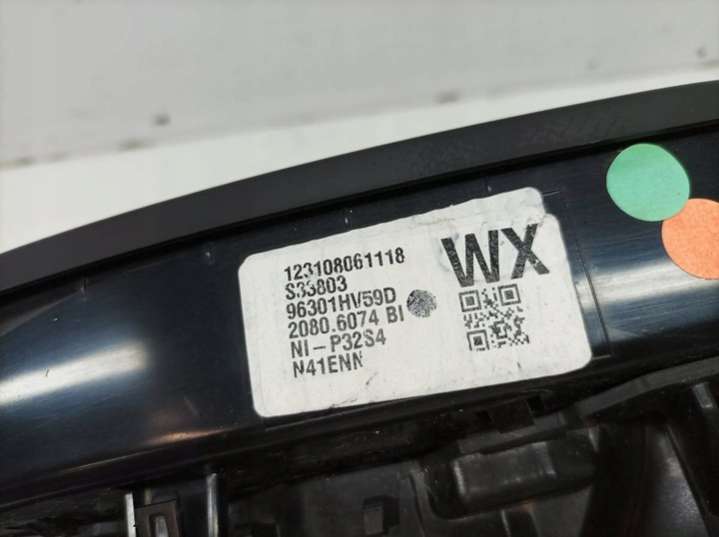 123108061118
S33803
96301HV59D
2080.6074 BI
NI-P32S4
N41ENN
WX